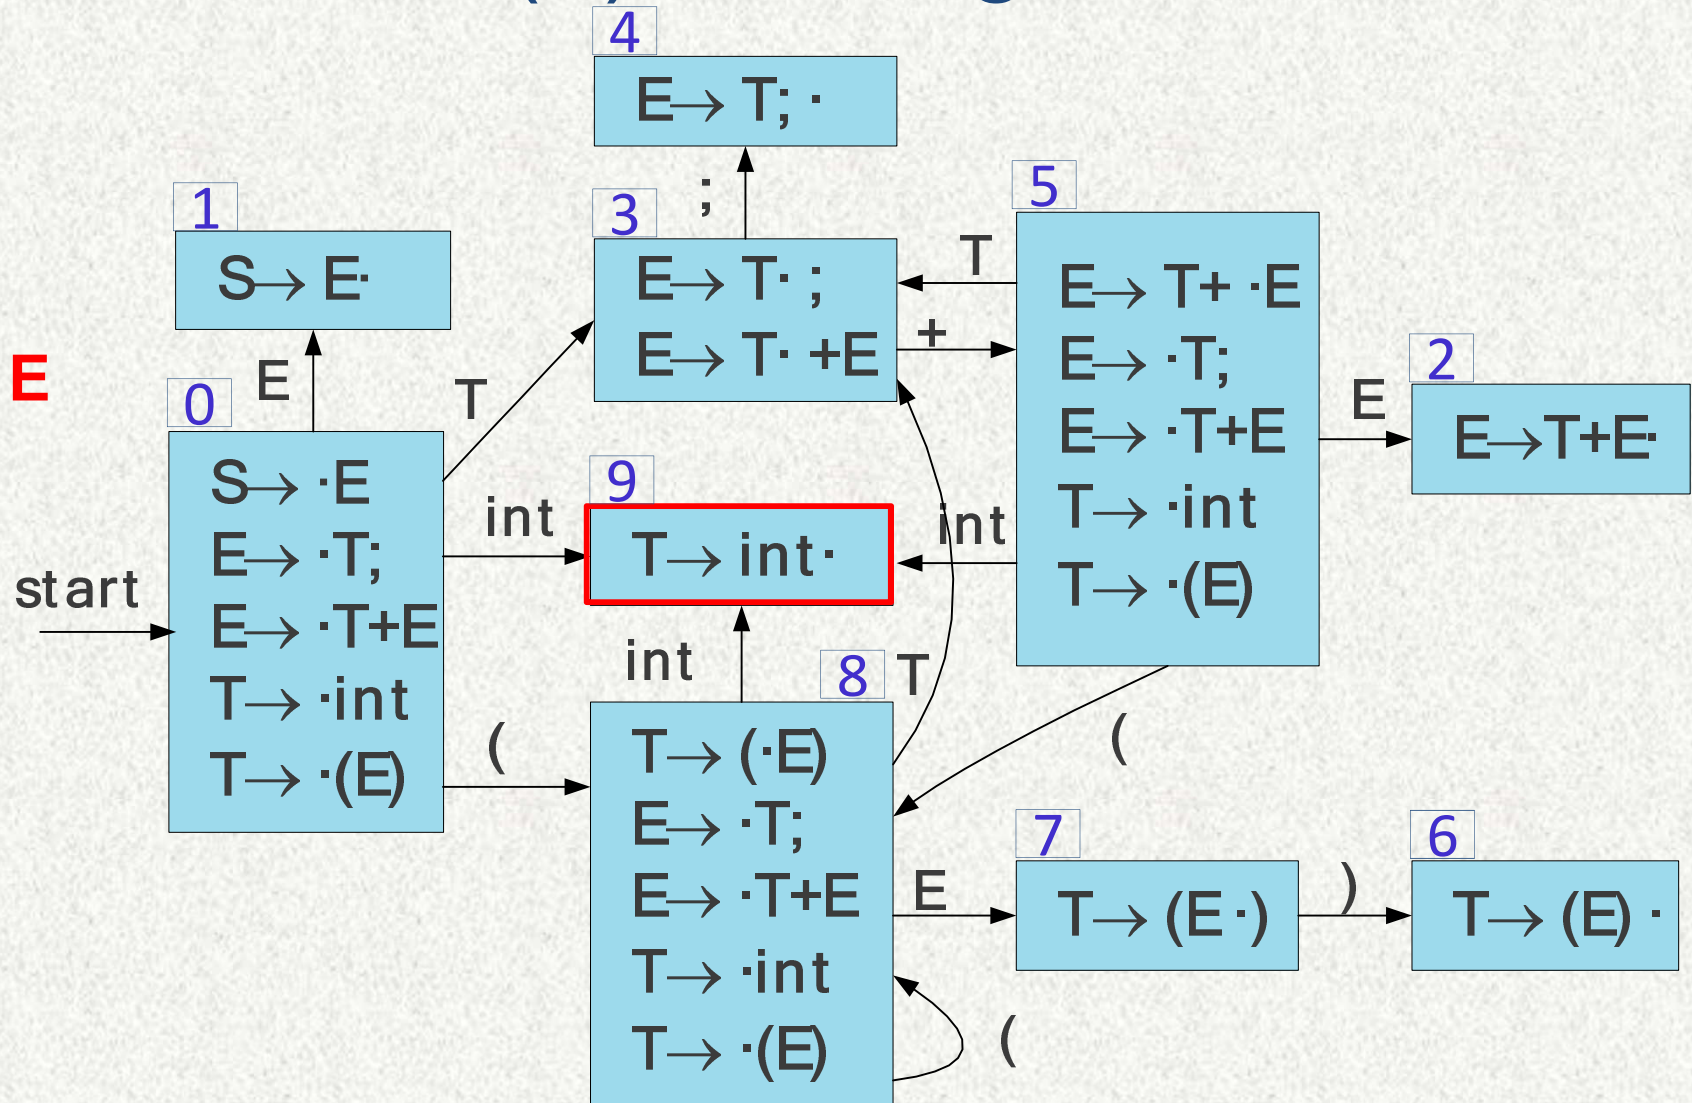 4
E→ T; ·
;
1
S→ E·
3
E→ T· ;
E→ T· +E
T
+
5
E→ T+ ·E
E→ ·T;
E→ ·T+E
T→ ·int
T→ ·(E)
E
2
E→T+E·
E
E
T
0
S→ ·E
E→ ·T;
E→ ·T+E
T→ ·int
T→ ·(E)
start
int
9
T→ int ·
int
int
(
8
T
(
T→ (·E)
E→ ·T;
E→ ·T+E
T→ ·int
T→ ·(E)
E
7
T→ (E ·)
)
6
T→ (E) ·
(